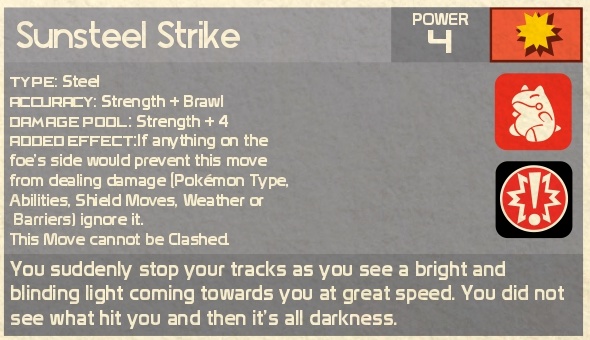 Sunsteel Strike
POWER
4
TYPE: Steel
ACCURACY: Strength + Brawl
DAMAGE POOL: Strength + 4
ADDED EFFECT:If anything on the
foe's side would prevent this move
from dealing damage (Pokémon Type,
Abilities, Shield Moves, Weather or
Barriers) ignore it.
This Move cannot be Clashed.
You suddenly stop your tracks as you see a bright and
blinding light coming towards you at great speed. You did not
see what hit you and then it's all darkness.